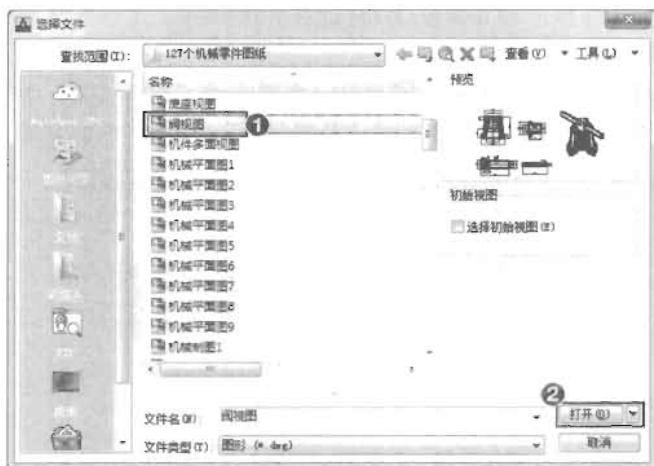 选择文件
查找范围(I): 127个机械零件图纸 查看(V) 工具(L)
名称
底座视图
阀视图 1
机件多面视图
机械平面图1
机械平面图2
机械平面图3
机械平面图4
机械平面图5
机械平面图6
机械平面图7
机械平面图8
机械平面图9
机械制图1
预览
初始视图
选择初始视图(E)
2
文件名(N): 阀视图 打开(O)
文件类型(T): 图形 (*.dwg) 取消